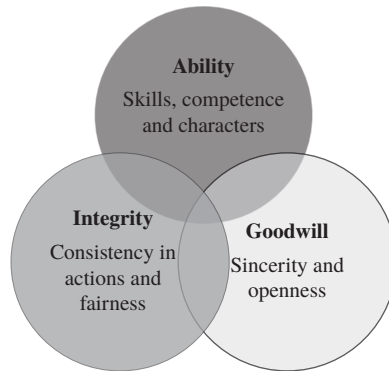 Ability
Skills, competence
and characters
Integrity
Consistency in
actions and
fairness
Goodwill
Sincerity and
openness